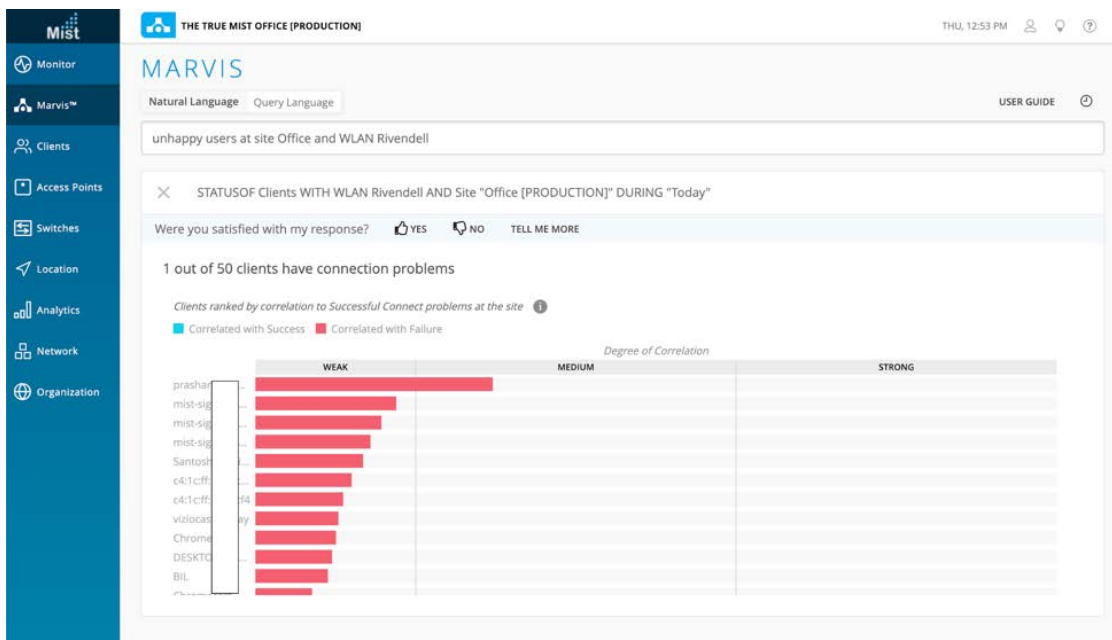 Mist
THE TRUE MIST OFFICE [PRODUCTION]
THU, 12:53 PM
Monitor
Marvis™
Clients
Access Points
Switches
Location
Analytics
Network
Organization
MARVIS
Natural Language Query Language
USER GUIDE
unhappy users at site Office and WLAN Rivendell
STATUSOF Clients WITH WLAN Rivendell AND Site "Office [PRODUCTION]" DURING "Today"
Were you satisfied with my response? YES NO TELL ME MORE
1 out of 50 clients have connection problems
Clients ranked by correlation to Successful Connect problems at the site
Correlated with Success Correlated with Failure
Degree of Correlation
WEAK MEDIUM STRONG
prashar
mist-sig
mist-sig
mist-sig
Santosh
c4:1c:ff:
c4:1c:ff: f4
viziocas ay
Chrome
DESKTO
BIL